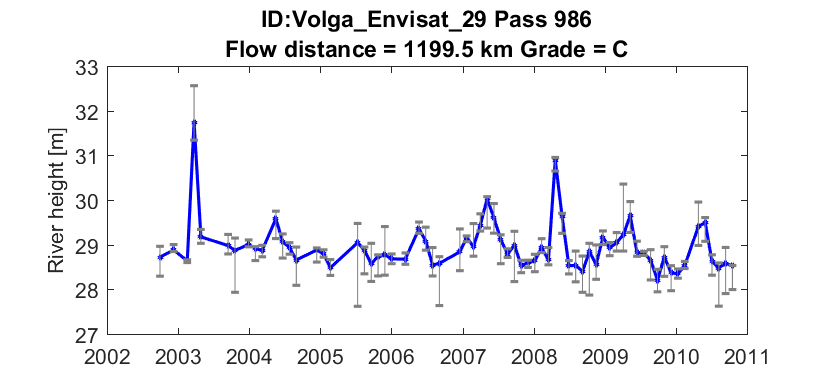 ID:Volga_Envisat_29 Pass 986
Flow distance = 1199.5 km Grade = C
River height [m]
33
32
31
30
29
28
27
2002 2003 2004 2005 2006 2007 2008 2009 2010 2011